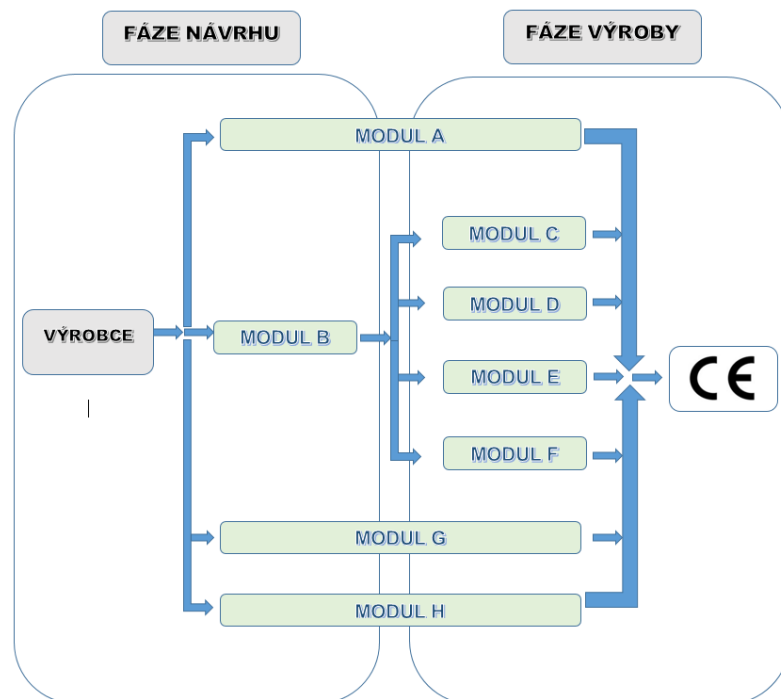 FÁZE NÁVRHU
FÁZE VÝROBY
MODUL A
MODUL C
MODUL D
VÝROBCE
MODUL B
MODUL E
CE
MODUL F
MODUL G
MODUL H